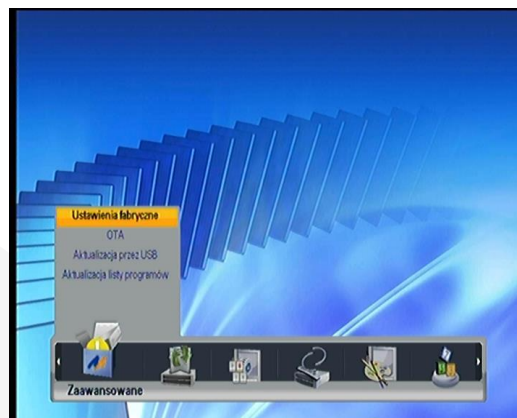 Ustawienia fabryczne
OTA
Aktualizacja przez USB
Aktualizacja listy programów
Zaawansowane